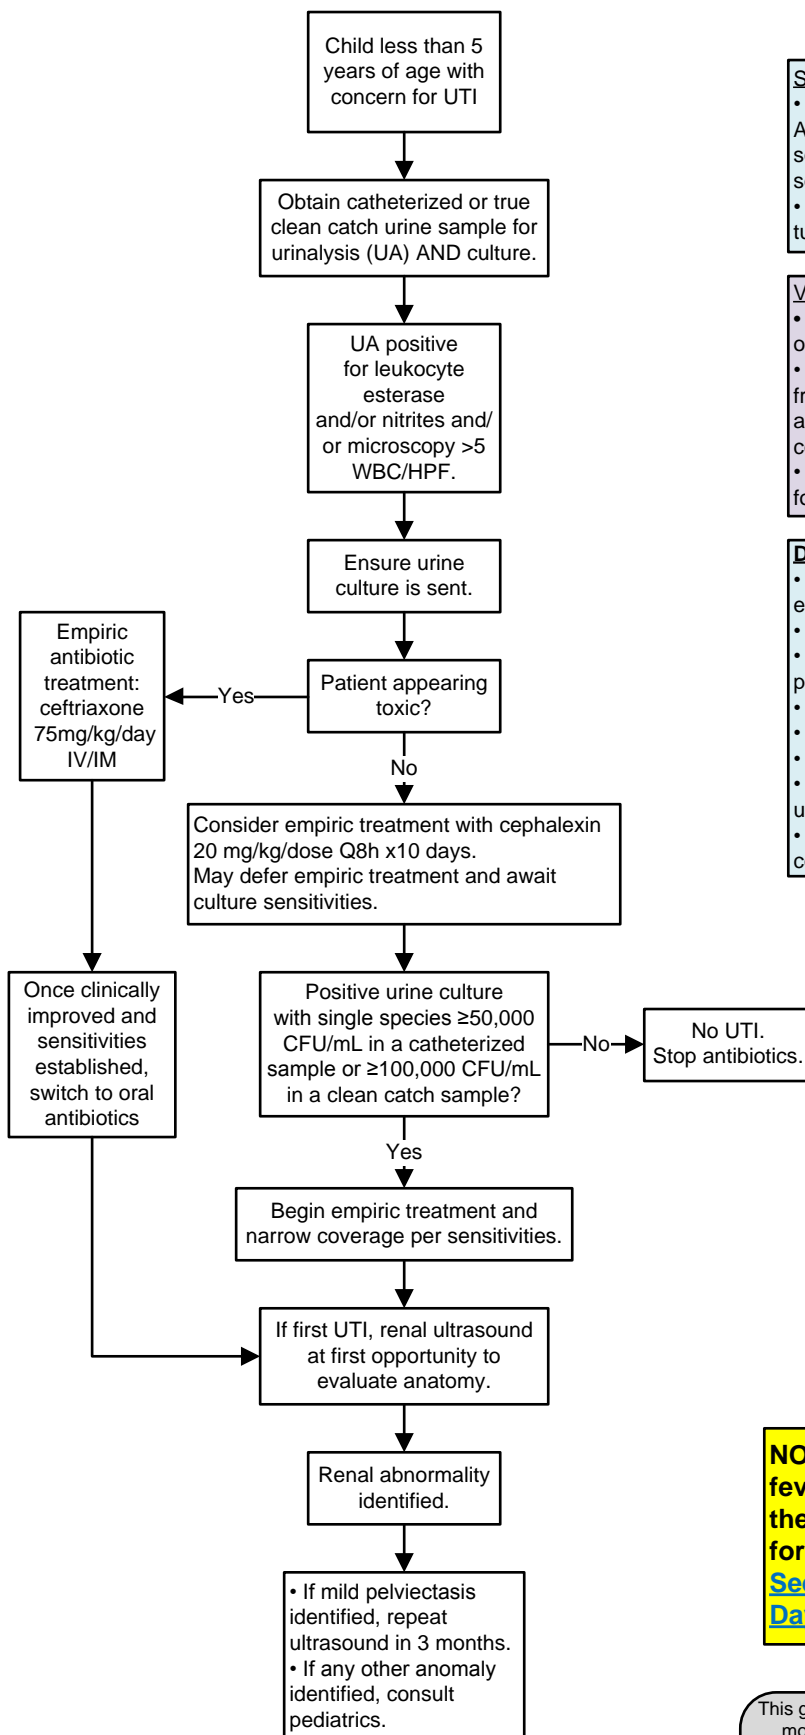 Child less than 5
years of age with
concern for UTI
Obtain catheterized or true
clean catch urine sample for
urinalysis (UA) AND culture.
UA positive
for leukocyte
esterase
and/or nitrites and/
or microscopy >5
WBC/HPF.
Ensure urine
culture is sent.
Patient appearing
toxic?
Yes
Empiric
antibiotic
treatment:
ceftriaxone
75mg/kg/day
IV/IM
No
Consider empiric treatment with cephalexin
20 mg/kg/dose Q8h x10 days.
May defer empiric treatment and await
culture sensitivities.
Once clinically
improved and
sensitivities
established,
switch to oral
antibiotics
Positive urine culture
with single species ≥50,000
CFU/mL in a catheterized
sample or ≥100,000 CFU/mL
in a clean catch sample?
No
No UTI.
Stop antibiotics.
Yes
Begin empiric treatment and
narrow coverage per sensitivities.
If first UTI, renal ultrasound
at first opportunity to
evaluate anatomy.
Renal abnormality
identified.
• If mild pelviectasis
identified, repeat
ultrasound in 3 months.
• If any other anomaly
identified, consult
pediatrics.
fev
the
for
This g